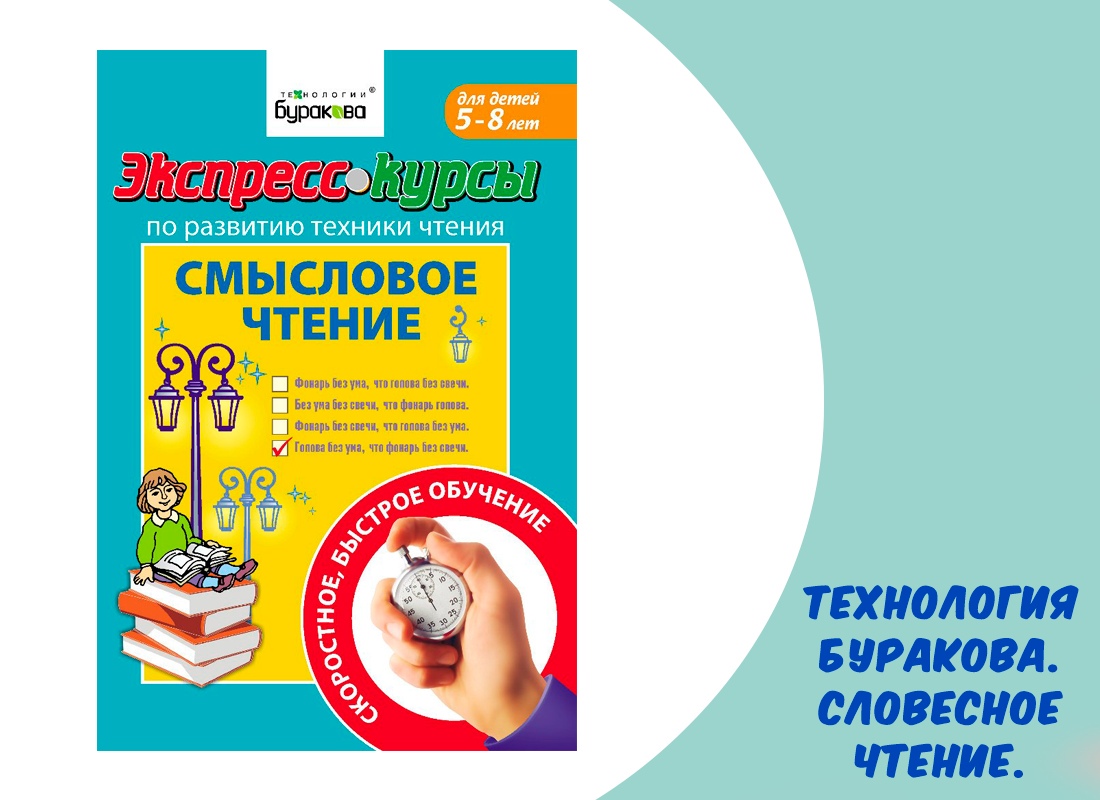 ТЕХНОЛОГИИ®
бураков​а
для детей
5-8 лет
Экспресс•курсы
по развитию техники чтения
СМЫСЛОВОЕ
ЧТЕНИЕ
Фонарь без ума, что голова без свечи.
Без ума без свечи, что фонарь голова.
Фонарь без свечи, что голова без ума.
Голова без ума, что фонарь без свечи.
СКОРОСТНОЕ, БЫСТРОЕ ОБУЧЕНИЕ
ТЕХНОЛОГИЯ
БУРАКОВА.
СЛОВЕСНОЕ
ЧТЕНИЕ.